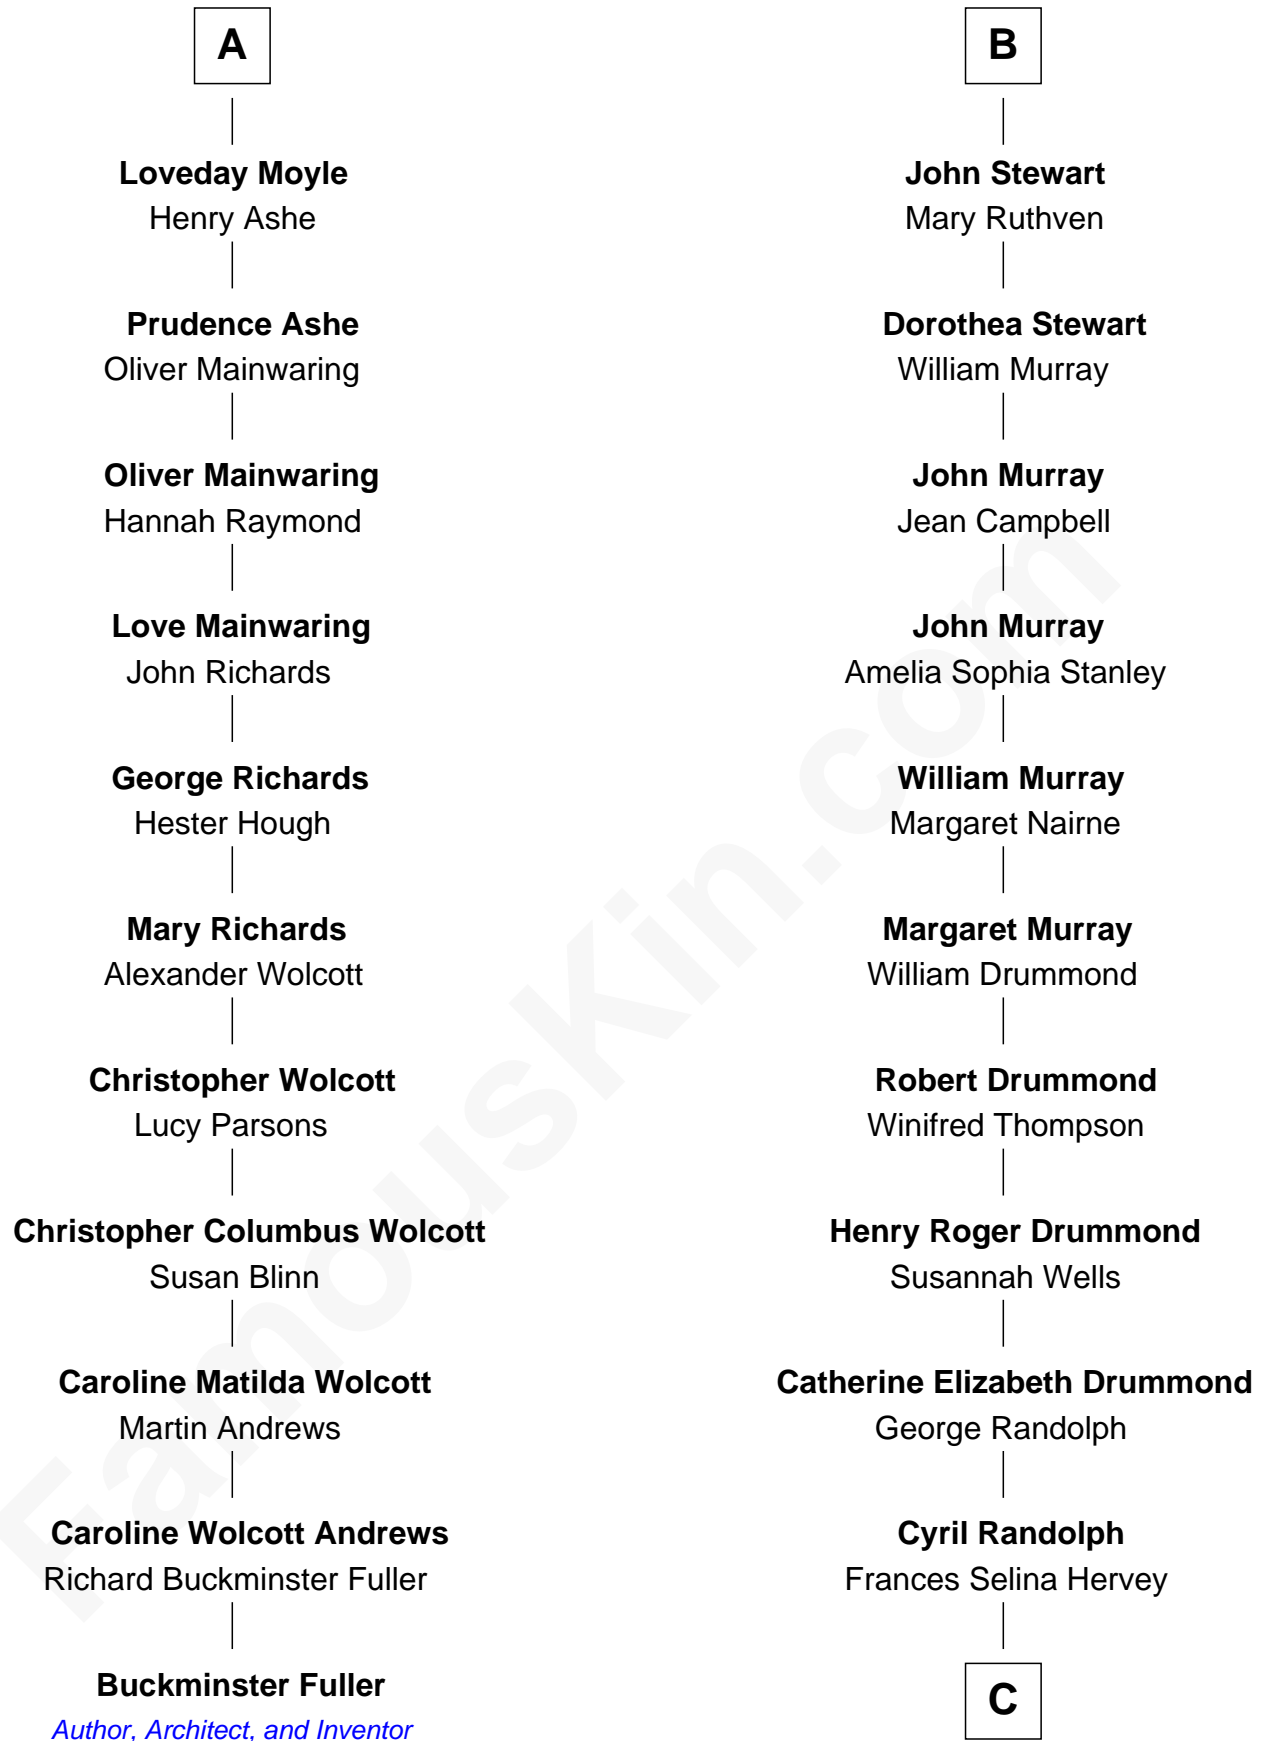 A
Loveday Moyle
Henry Ashe
Prudence Ashe
Oliver Mainwaring
Oliver Mainwaring
Hannah Raymond
Love Mainwaring
John Richards
George Richards
Hester Hough
Mary Richards
Alexander Wolcott
Christopher Wolcott
Lucy Parsons
Christopher Columbus Wolcott
Susan Blinn
Caroline Matilda Wolcott
Martin Andrews
Caroline Wolcott Andrews
Richard Buckminster Fuller
Buckminster Fuller
Author, Architect, and Inventor
B
John Stewart
Mary Ruthven
Dorothea Stewart
William Murray
John Murray
Jean Campbell
John Murray
Amelia Sophia Stanley
William Murray
Margaret Nairne
Margaret Murray
William Drummond
Robert Drummond
Winifred Thompson
Henry Roger Drummond
Susannah Wells
Catherine Elizabeth Drummond
George Randolph
Cyril Randolph
Frances Selina Hervey
C
FamousKin.com